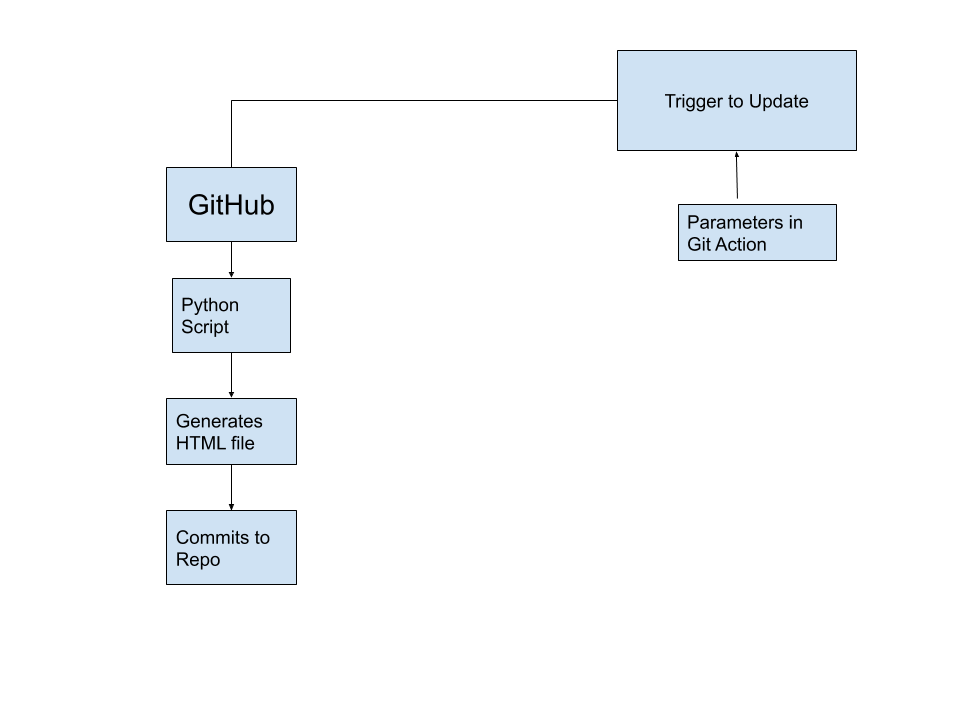 Trigger to Update
GitHub
Parameters in
Git Action
Python
Script
Generates
HTML file
Commits to
Repo